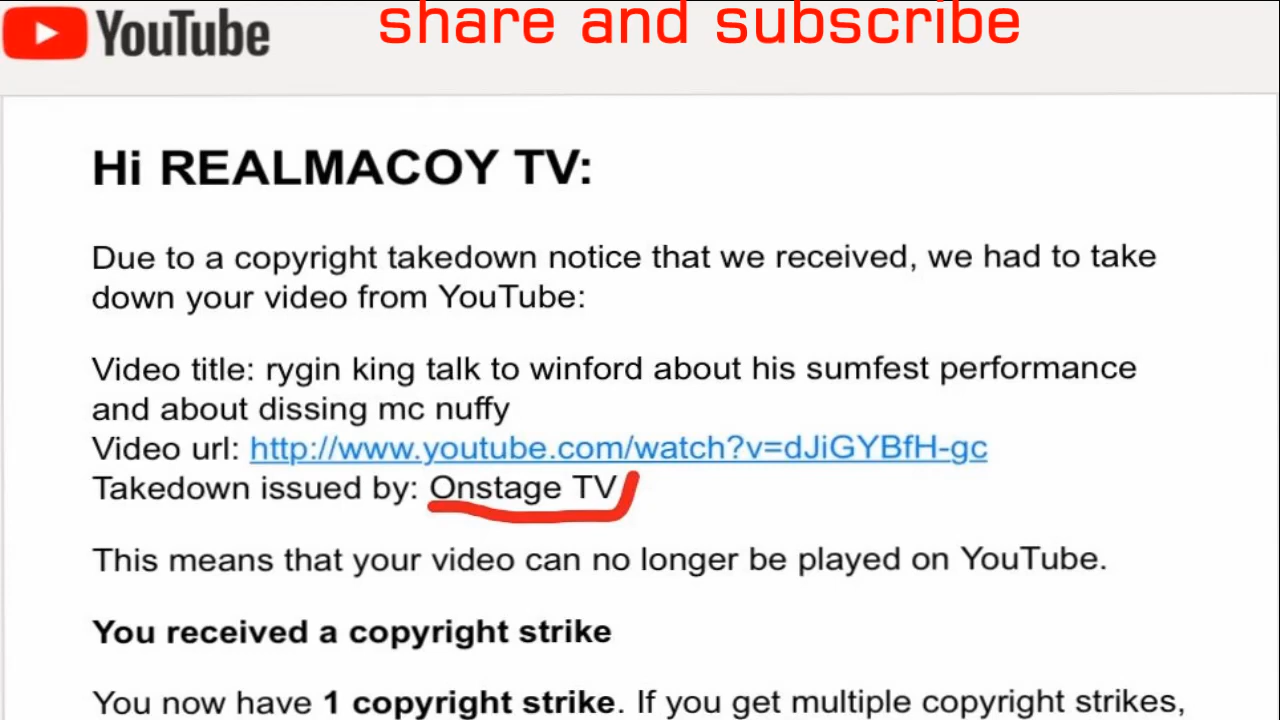 YouTube
share and subscribe
Hi REALMACOY TV:
Due to a copyright takedown notice that we received, we had to take
down your video from YouTube:
Video title: rygin king talk to winford about his sumfest performance
and about dissing mc nuffy
Video url: http://www.youtube.com/watch?v=dJiGYBfH-gc
Takedown issued by: Onstage TV
This means that your video can no longer be played on YouTube.
You received a copyright strike
You now have 1 copyright strike. If you get multiple copyright strikes,